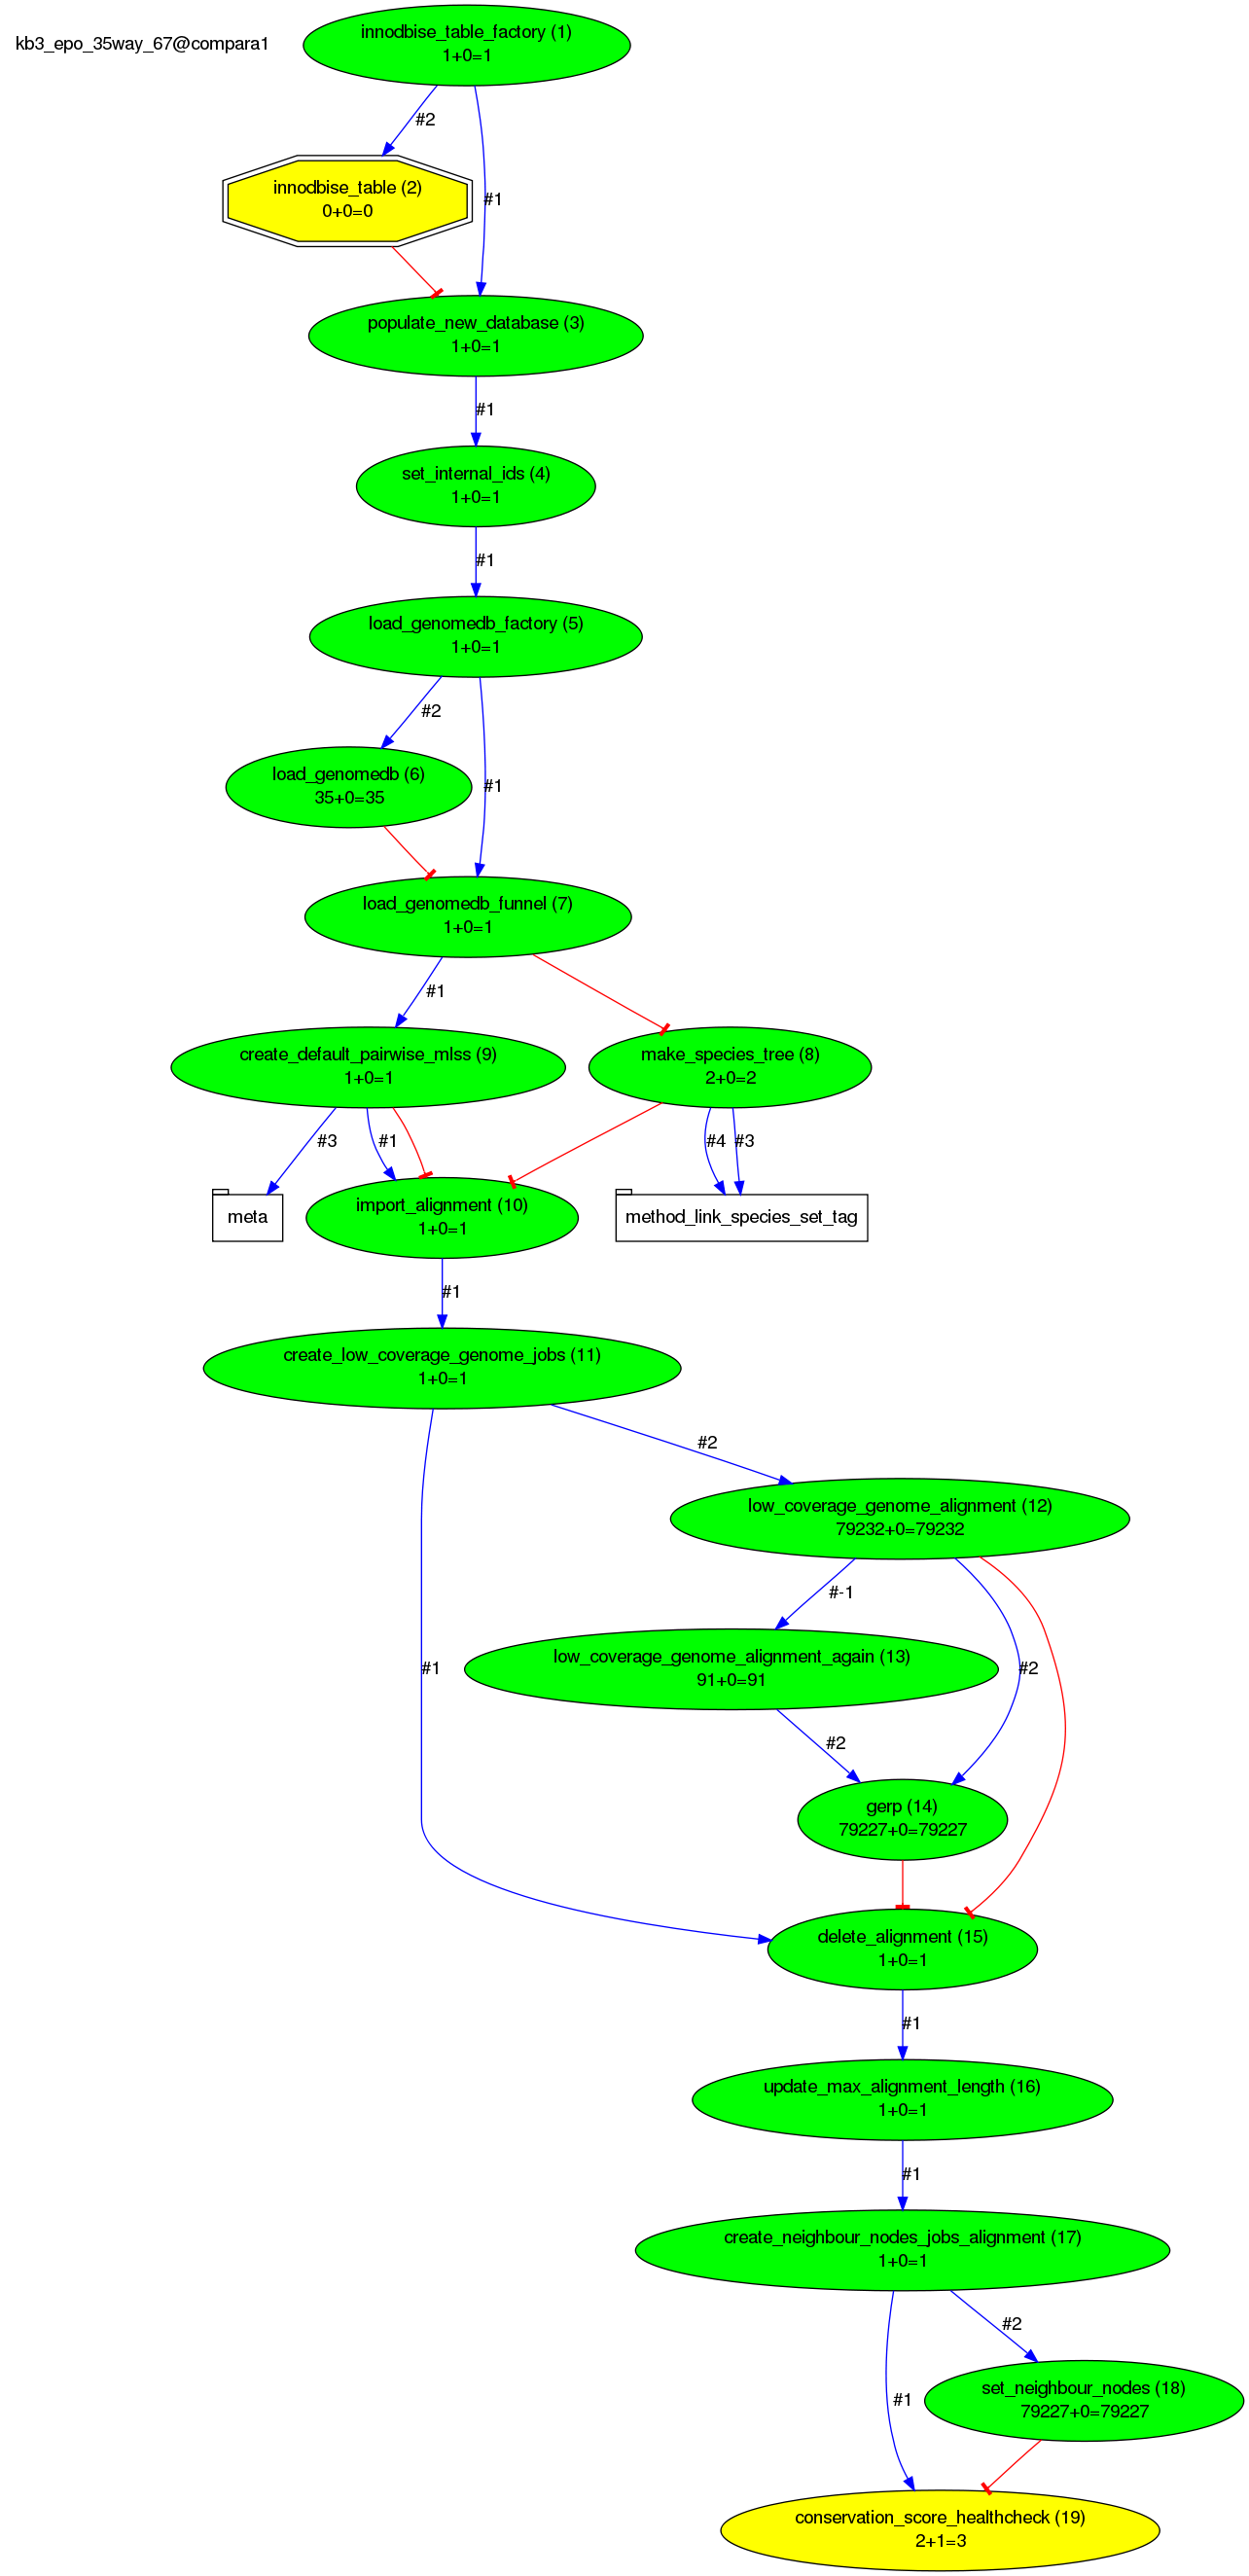 kb3_epo_35way_67@compara1
innodbise_table_factory (1)
1+0=1
#2
innodbise_table (2)
0+0=0
#1
populate_new_database (3)
1+0=1
#1
set_internal_ids (4)
1+0=1
#1
load_genomedb_factory (5)
1+0=1
#2
load_genomedb (6)
35+0=35
#1
load_genomedb_funnel (7)
1+0=1
#1
create_default_pairwise_mlss (9)
1+0=1
make_species_tree (8)
2+0=2
#3
#1
#4
#3
meta
import_alignment (10)
1+0=1
method_link_species_set_tag
#1
create_low_coverage_genome_jobs (11)
1+0=1
#2
low_coverage_genome_alignment (12)
79232+0=79232
#-1
#1
low_coverage_genome_alignment_again (13)
91+0=91
#2
#2
gerp (14)
79227+0=79227
delete_alignment (15)
1+0=1
#1
update_max_alignment_length (16)
1+0=1
#1
create_neighbour_nodes_jobs_alignment (17)
1+0=1
#2
#1
set_neighbour_nodes (18)
79227+0=79227
conservation_score_healthcheck (19)
2+1=3